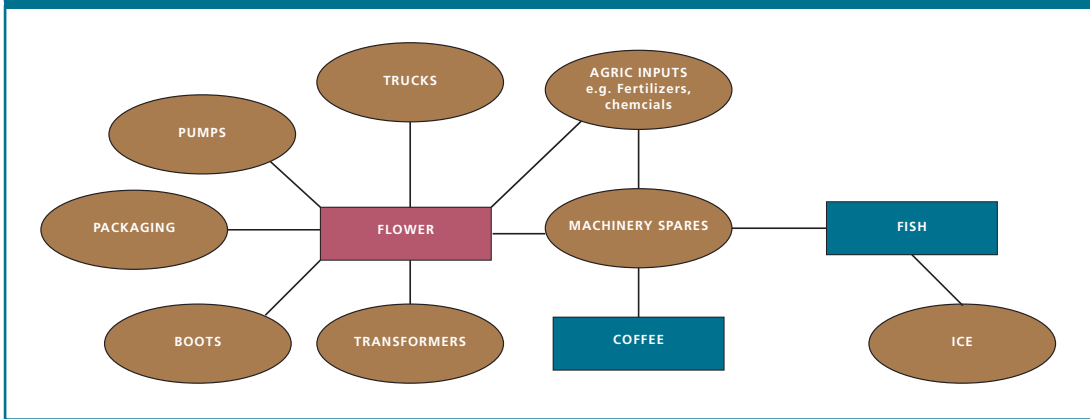 TRUCKS
AGRIC INPUTS
e.g. Fertilizers,
chemcials
PUMPS
PACKAGING
FLOWER
MACHINERY SPARES
FISH
BOOTS
TRANSFORMERS
COFFEE
ICE